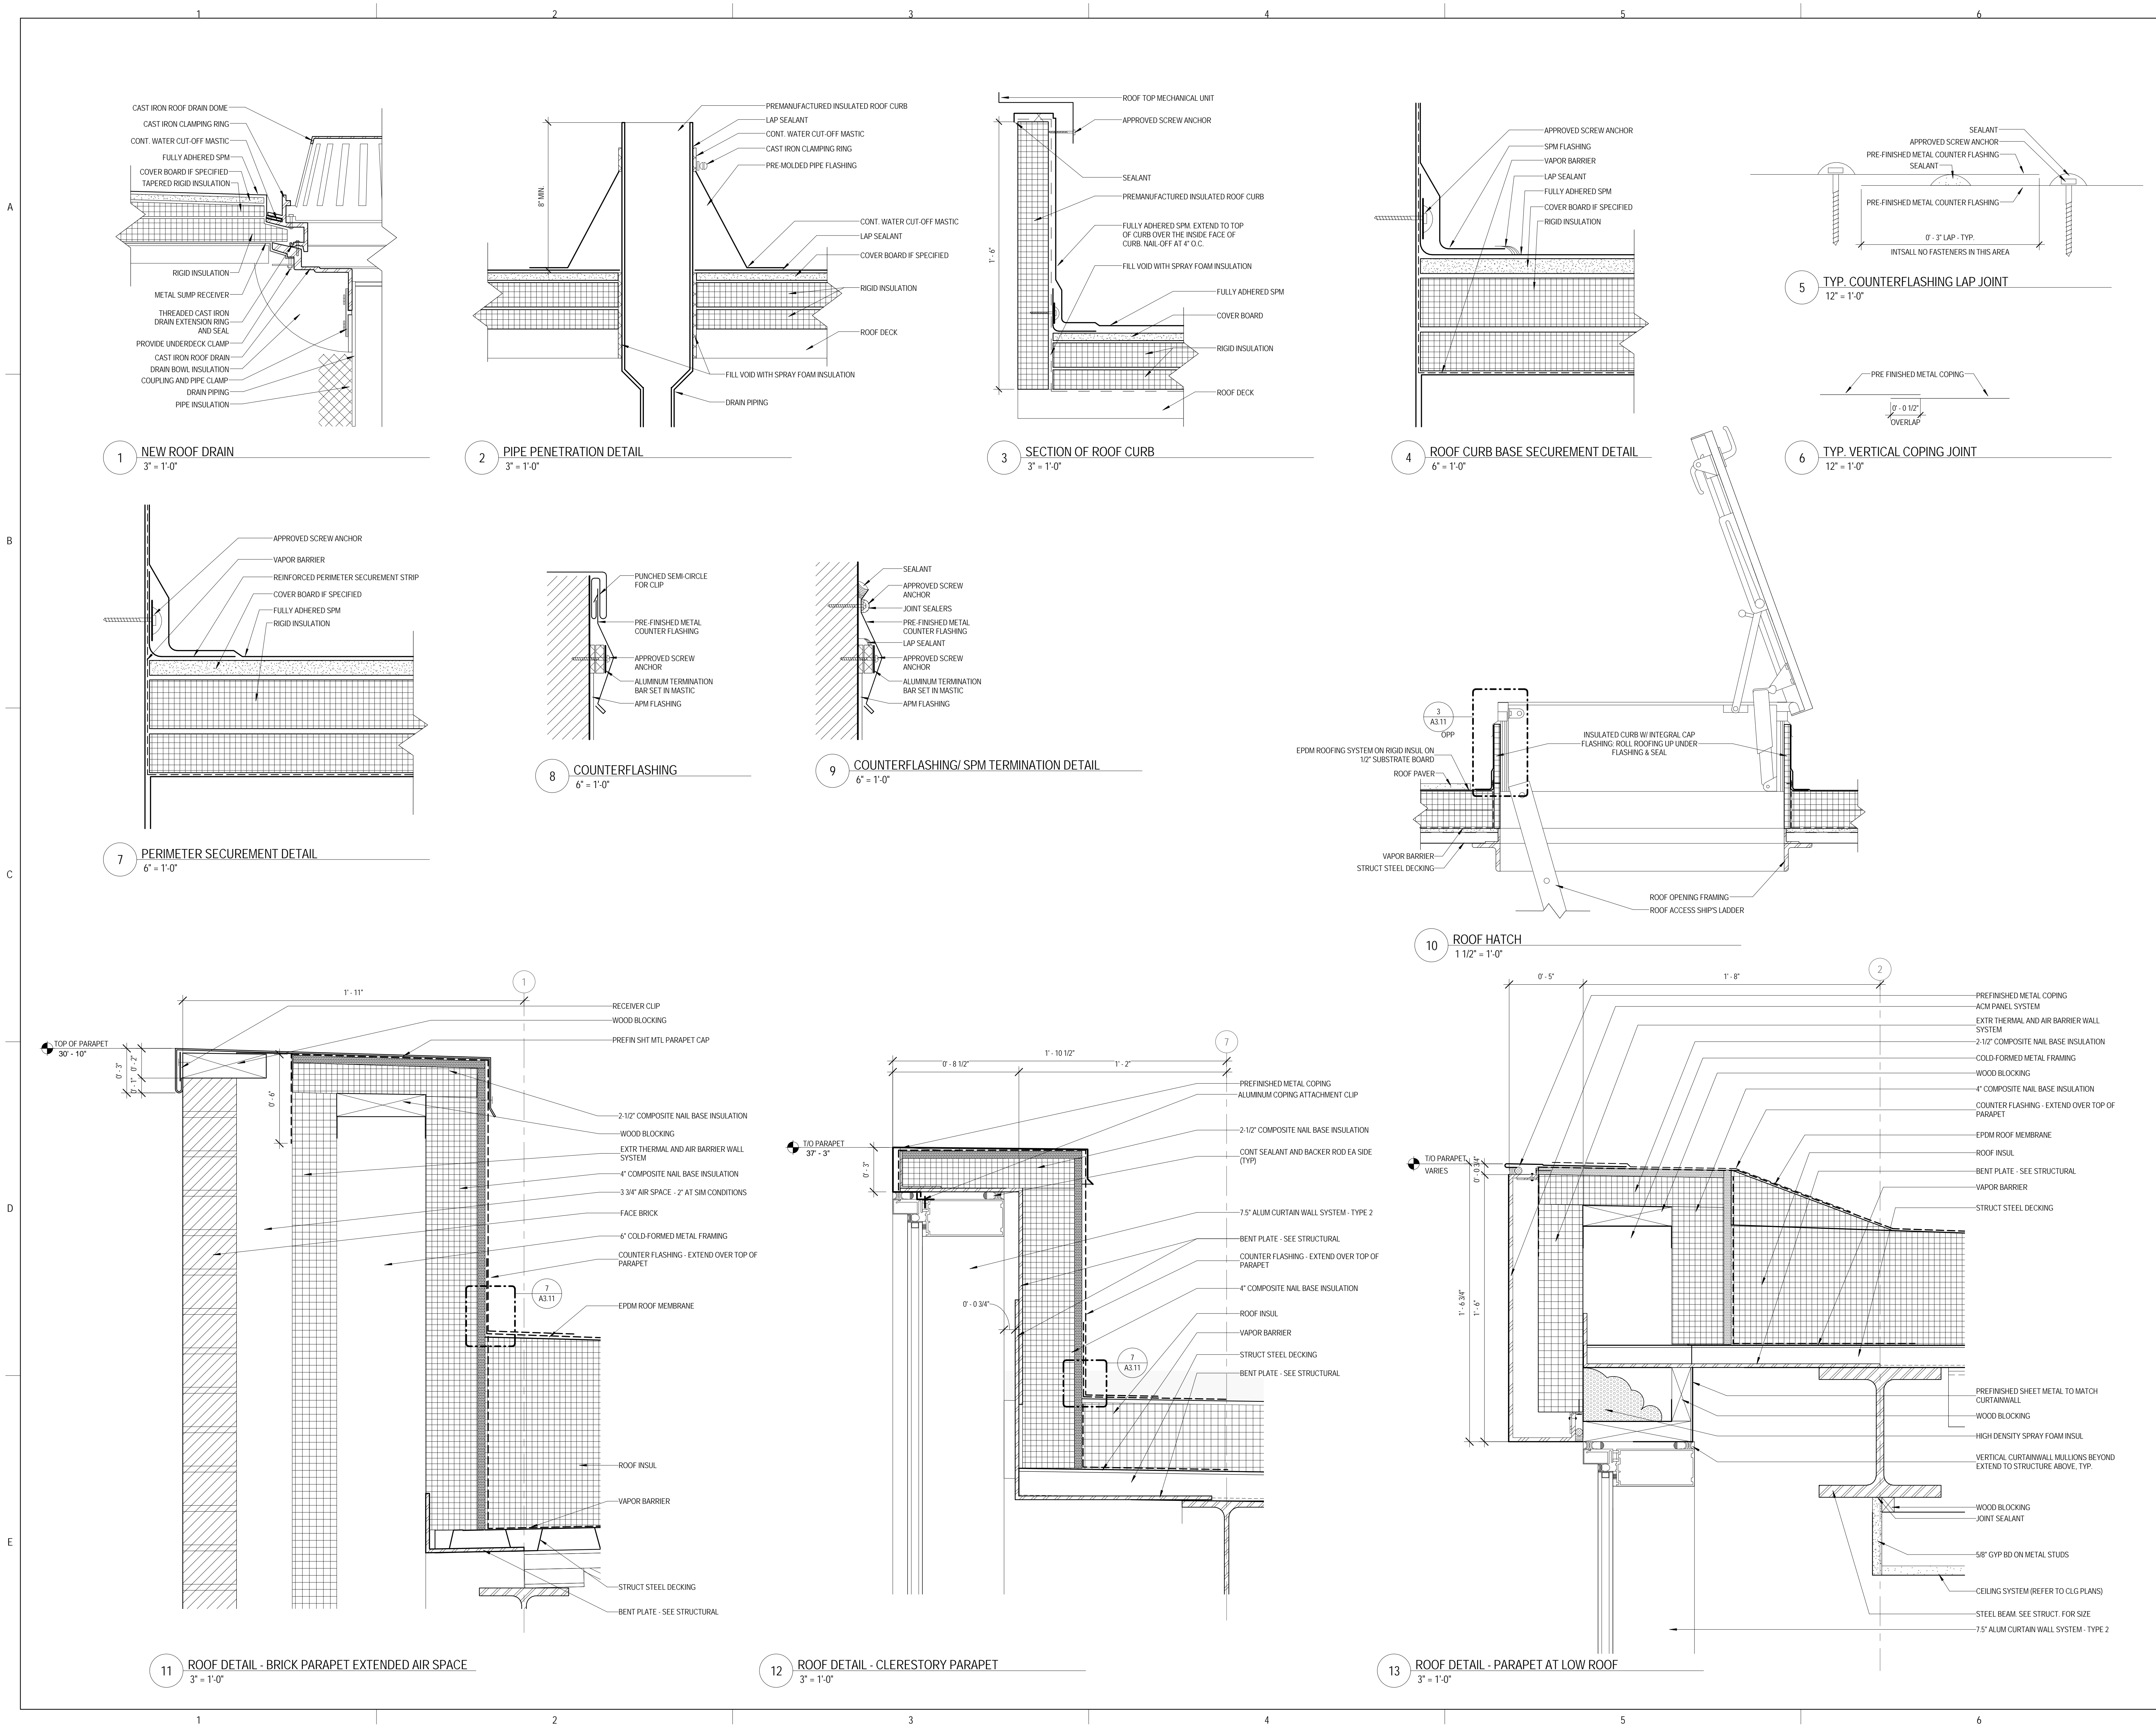 1
2
3
4
5
6
A
B
C
D
E
CAST IRON ROOF DRAIN DOME
CAST IRON CLAMPING RING
CONT. WATER CUT-OFF MASTIC
FULLY ADHERED SPM
COVER BOARD IF SPECIFIED
TAPERED RIGID INSULATION
RIGID INSULATION
METAL SUMP RECEIVER
THREADED CAST IRON
DRAIN EXTENSION RING
AND SEAL
PROVIDE UNDERDECK CLAMP
CAST IRON ROOF DRAIN
DRAIN BOWL INSULATION
COUPLING AND PIPE CLAMP
DRAIN PIPING
PIPE INSULATION
1
NEW ROOF DRAIN
3" = 1'-0"
8" MIN.
PREMANUFACTURED INSULATED ROOF CURB
LAP SEALANT
CONT. WATER CUT-OFF MASTIC
CAST IRON CLAMPING RING
PRE-MOLDED PIPE FLASHING
CONT. WATER CUT-OFF MASTIC
LAP SEALANT
COVER BOARD IF SPECIFIED
RIGID INSULATION
ROOF DECK
FILL VOID WITH SPRAY FOAM INSULATION
DRAIN PIPING
2
PIPE PENETRATION DETAIL
3" = 1'-0"
1' - 6"
ROOF TOP MECHANICAL UNIT
APPROVED SCREW ANCHOR
SEALANT
PREMANUFACTURED INSULATED ROOF CURB
FULLY ADHERED SPM. EXTEND TO TOP
OF CURB OVER THE INSIDE FACE OF
CURB. NAIL-OFF AT 4" O.C.
FILL VOID WITH SPRAY FOAM INSULATION
FULLY ADHERED SPM
COVER BOARD
RIGID INSULATION
ROOF DECK
3
SECTION OF ROOF CURB
3" = 1'-0"
APPROVED SCREW ANCHOR
SPM FLASHING
VAPOR BARRIER
LAP SEALANT
FULLY ADHERED SPM
COVER BOARD IF SPECIFIED
RIGID INSULATION
4
ROOF CURB BASE SECUREMENT DETAIL
6" = 1'-0"
SEALANT
APPROVED SCREW ANCHOR
PRE-FINISHED METAL COUNTER FLASHING
SEALANT
PRE-FINISHED METAL COUNTER FLASHING
0' - 3" LAP - TYP.
INTSALL NO FASTENERS IN THIS AREA
5
TYP. COUNTERFLASHING LAP JOINT
12" = 1'-0"
PRE FINISHED METAL COPING
0' - 0 1/2"
OVERLAP
6
TYP. VERTICAL COPING JOINT
12" = 1'-0"
APPROVED SCREW ANCHOR
VAPOR BARRIER
REINFORCED PERIMETER SECUREMENT STRIP
COVER BOARD IF SPECIFIED
FULLY ADHERED SPM
RIGID INSULATION
7
PERIMETER SECUREMENT DETAIL
6" = 1'-0"
PUNCHED SEMI-CIRCLE
FOR CLIP
PRE-FINISHED METAL
COUNTER FLASHING
APPROVED SCREW
ANCHOR
ALUMINUM TERMINATION
BAR SET IN MASTIC
APM FLASHING
8
COUNTERFLASHING
6" = 1'-0"
SEALANT
APPROVED SCREW
ANCHOR
JOINT SEALERS
PRE-FINISHED METAL
COUNTER FLASHING
LAP SEALANT
APPROVED SCREW
ANCHOR
ALUMINUM TERMINATION
BAR SET IN MASTIC
APM FLASHING
9
COUNTERFLASHING/ SPM TERMINATION DETAIL
6" = 1'-0"
3
A3.11
OPP
EPDM ROOFING SYSTEM ON RIGID INSUL ON
1/2" SUBSTRATE BOARD
ROOF PAVER
INSULATED CURB W/ INTEGRAL CAP
FLASHING: ROLL ROOFING UP UNDER
FLASHING & SEAL
VAPOR BARRIER
STRUCT STEEL DECKING
ROOF OPENING FRAMING
ROOF ACCESS SHIP'S LADDER
10
ROOF HATCH
1 1/2" = 1'-0"
1
1' - 11"
TOP OF PARAPET
30' - 10"
0' - 3"
0' - 2"
0' - 1"
0' - 6"
RECEIVER CLIP
WOOD BLOCKING
PREFIN SHT MTL PARAPET CAP
2-1/2" COMPOSITE NAIL BASE INSULATION
WOOD BLOCKING
EXTR THERMAL AND AIR BARRIER WALL
SYSTEM
4" COMPOSITE NAIL BASE INSULATION
3 3/4" AIR SPACE - 2" AT SIM CONDITIONS
FACE BRICK
6" COLD-FORMED METAL FRAMING
COUNTER FLASHING - EXTEND OVER TOP OF
PARAPET
7
A3.11
EPDM ROOF MEMBRANE
ROOF INSUL
VAPOR BARRIER
STRUCT STEEL DECKING
BENT PLATE - SEE STRUCTURAL
11
ROOF DETAIL - BRICK PARAPET EXTENDED AIR SPACE
3" = 1'-0"
7
1' - 10 1/2"
0' - 8 1/2"
1' - 2"
T/O PARAPET
37' - 3"
0' - 3"
0' - 0 3/4"
PREFINISHED METAL COPING
ALUMINUM COPING ATTACHMENT CLIP
2-1/2" COMPOSITE NAIL BASE INSULATION
CONT SEALANT AND BACKER ROD EA SIDE
(TYP)
7.5" ALUM CURTAIN WALL SYSTEM - TYPE 2
BENT PLATE - SEE STRUCTURAL
COUNTER FLASHING - EXTEND OVER TOP OF
PARAPET
4" COMPOSITE NAIL BASE INSULATION
ROOF INSUL
VAPOR BARRIER
STRUCT STEEL DECKING
BENT PLATE - SEE STRUCTURAL
7
A3.11
12
ROOF DETAIL - CLERESTORY PARAPET
3" = 1'-0"
2
0' - 5"
1' - 8"
T/O PARAPET
VARIES
0' - 0 3/4"
1' - 6 3/4"
1' - 6"
PREFINISHED METAL COPING
ACM PANEL SYSTEM
EXTR THERMAL AND AIR BARRIER WALL
SYSTEM
2-1/2" COMPOSITE NAIL BASE INSULATION
COLD-FORMED METAL FRAMING
WOOD BLOCKING
4" COMPOSITE NAIL BASE INSULATION
COUNTER FLASHING - EXTEND OVER TOP OF
PARAPET
EPDM ROOF MEMBRANE
ROOF INSUL
BENT PLATE - SEE STRUCTURAL
VAPOR BARRIER
STRUCT STEEL DECKING
PREFINISHED SHEET METAL TO MATCH
CURTAINWALL
WOOD BLOCKING
HIGH DENSITY SPRAY FOAM INSUL
VERTICAL CURTAINWALL MULLIONS BEYOND
EXTEND TO STRUCTURE ABOVE, TYP.
WOOD BLOCKING
JOINT SEALANT
5/8" GYP BD ON METAL STUDS
CEILING SYSTEM (REFER TO CLG PLANS)
STEEL BEAM. SEE STRUCT. FOR SIZE
7.5" ALUM CURTAIN WALL SYSTEM - TYPE 2
13
ROOF DETAIL - PARAPET AT LOW ROOF
3" = 1'-0"
1
2
3
4
5
6